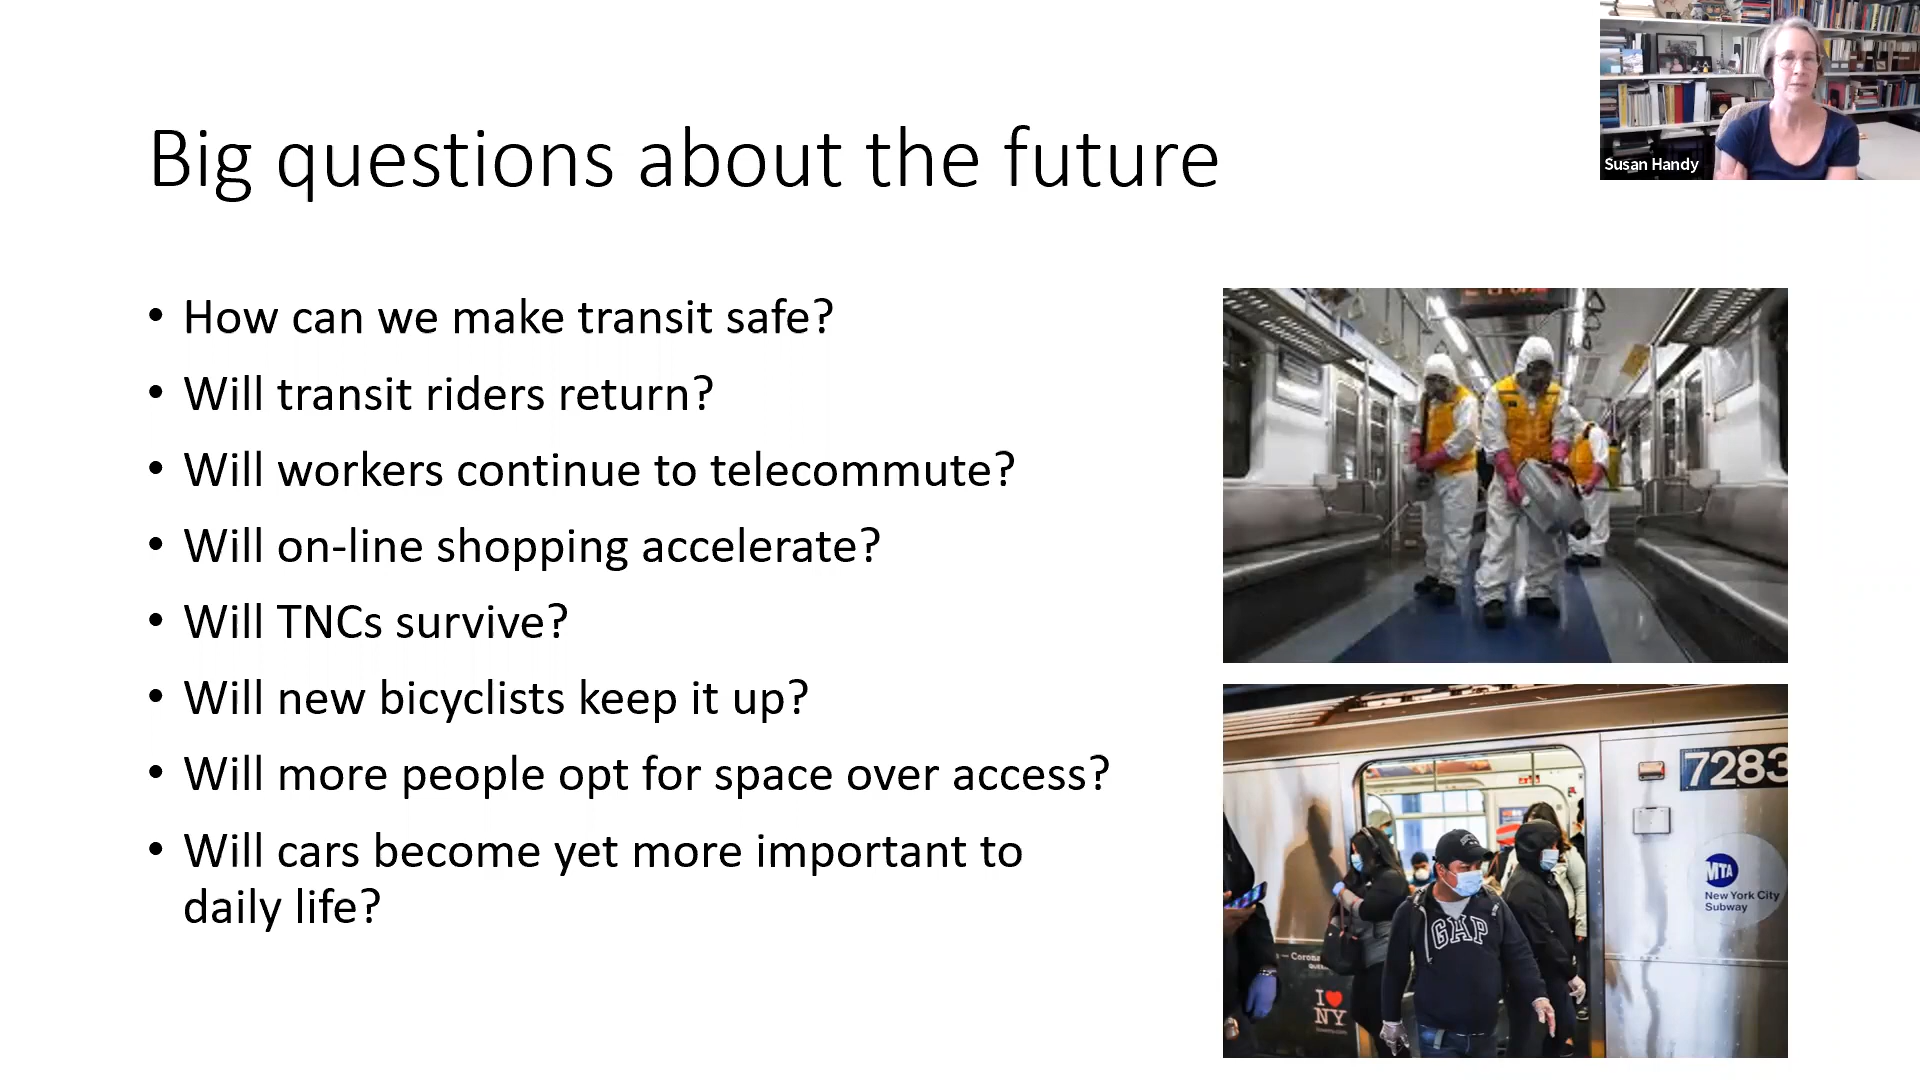 Big questions about the future
Susan Handy
• How can we make transit safe?
• Will transit riders return?
• Will workers continue to telecommute?
• Will on-line shopping accelerate?
• Will TNCs survive?
• Will new bicyclists keep it up?
• Will more people opt for space over access?
• Will cars become yet more important to
daily life?
7283
MTA
New York City
Subway
GAP
Corona
I ♥
NY